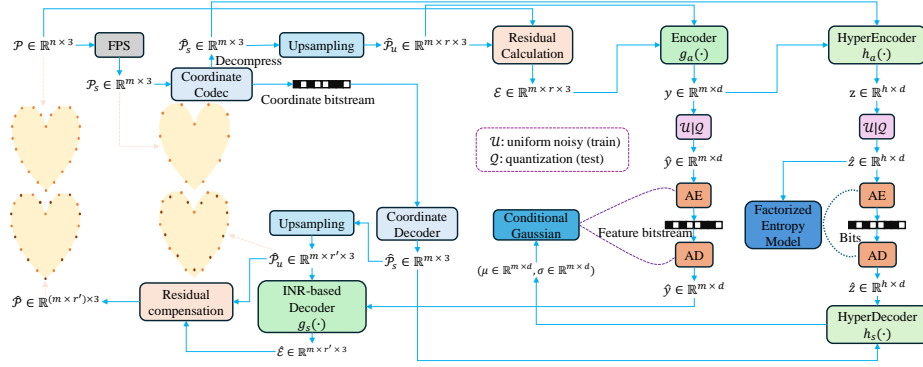 𝒫 ∈ ℝ^{n×3}
FPS
𝒫̂_s ∈ ℝ^{m×3}
Upsampling
𝒫̂_u ∈ ℝ^{m×r×3}
Residual
Calculation
Encoder
g_a(·)
HyperEncoder
h_a(·)
Decompress
𝒫_s ∈ ℝ^{m×3}
Coordinate
Codec
Coordinate bitstream
ℰ ∈ ℝ^{m×r×3}
y ∈ ℝ^{m×d}
z ∈ ℝ^{h×d}
𝒰|𝒬
𝒰|𝒬
𝒰: uniform noisy (train)
𝒬: quantization (test)
ŷ ∈ ℝ^{m×d}
ẑ ∈ ℝ^{h×d}
AE
AE
Upsampling
Coordinate
Decoder
Conditional
Gaussian
Feature bitstream
Factorized
Entropy
Model
Bits
𝒫̂_u ∈ ℝ^{m×r′×3}
𝒫̂_s ∈ ℝ^{m×3}
(μ ∈ ℝ^{m×d}, σ ∈ ℝ^{m×d})
AD
AD
𝒫̂ ∈ ℝ^{(m×r′)×3}
Residual
compensation
INR-based
Decoder
g_s(·)
ŷ ∈ ℝ^{m×d}
ẑ ∈ ℝ^{h×d}
HyperDecoder
h_s(·)
ℰ̂ ∈ ℝ^{m×r′×3}